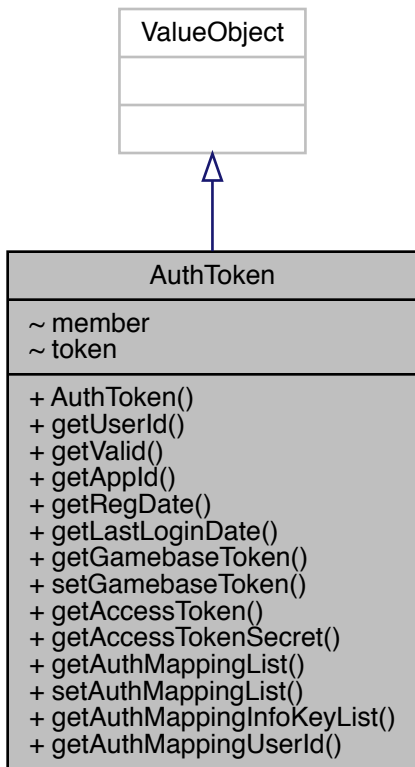 ValueObject
AuthToken
~ member
~ token
+ AuthToken()
+ getUserId()
+ getValid()
+ getAppId()
+ getRegDate()
+ getLastLoginDate()
+ getGamebaseToken()
+ setGamebaseToken()
+ getAccessToken()
+ getAccessTokenSecret()
+ getAuthMappingList()
+ setAuthMappingList()
+ getAuthMappingInfoKeyList()
+ getAuthMappingUserId()